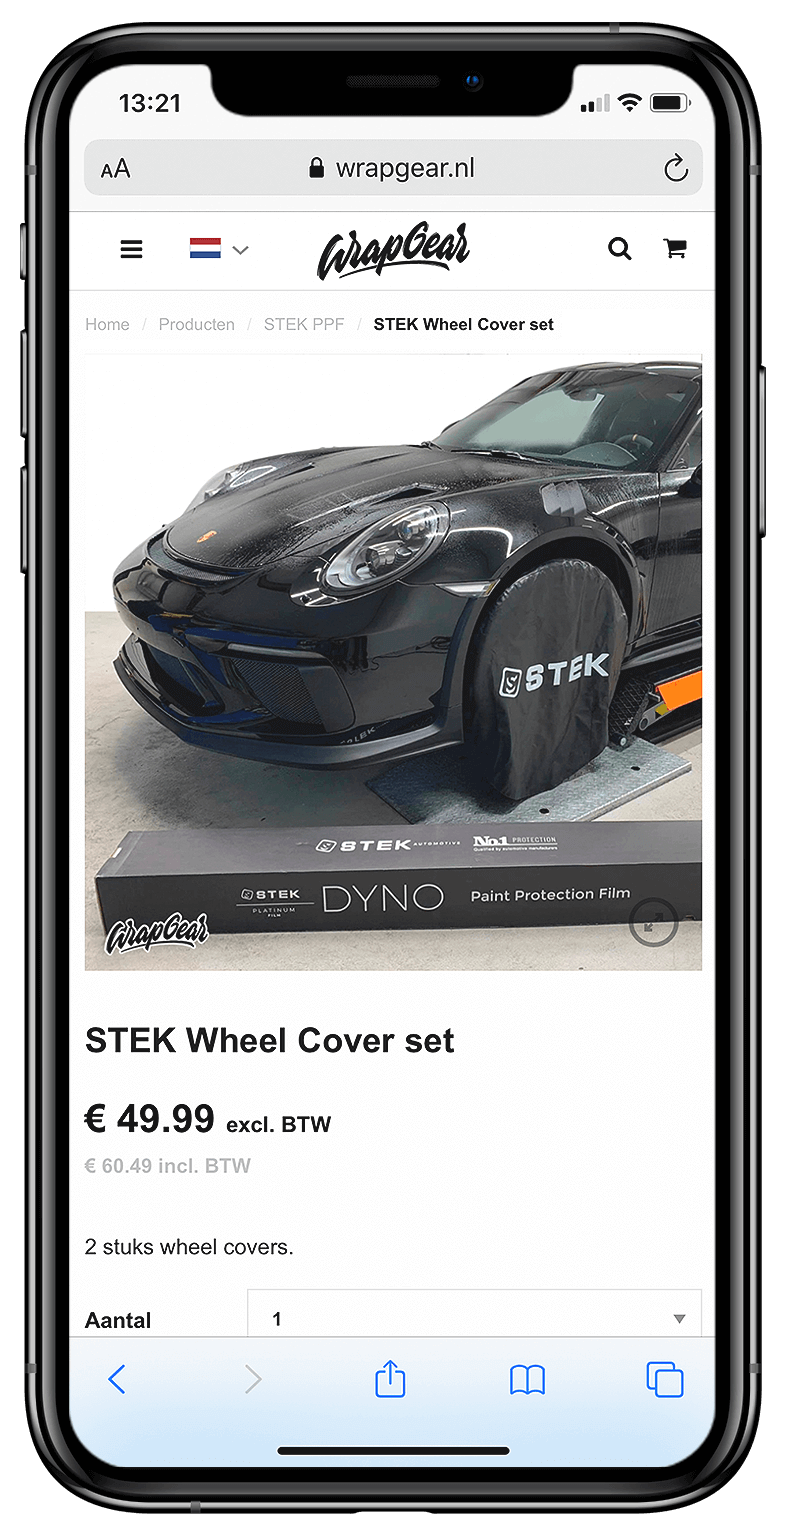 13:21
AA wrapgear.nl
WrapGear
Home / Producten / STEK PPF / STEK Wheel Cover set
STEK
STEK AUTOMOTIVE No.1 PROTECTION
Qualified by automotive manufacturers
STEK DYNO Paint Protection Film
PLATINUM
FILM
WrapGear
STEK Wheel Cover set
€ 49.99 excl. BTW
€ 60.49 incl. BTW
2 stuks wheel covers.
Aantal 1